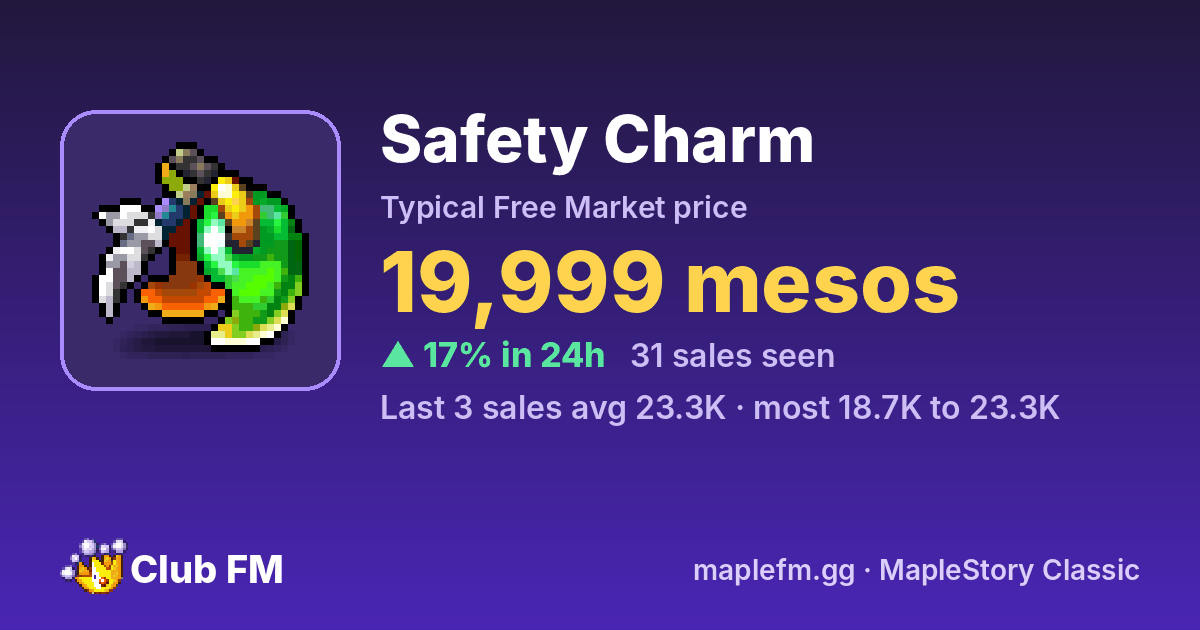 Safety Charm
Typical Free Market price
19,999 mesos
▲ 17% in 24h 31 sales seen
Last 3 sales avg 23.3K · most 18.7K to 23.3K
Club FM
maplefm.gg · MapleStory Classic